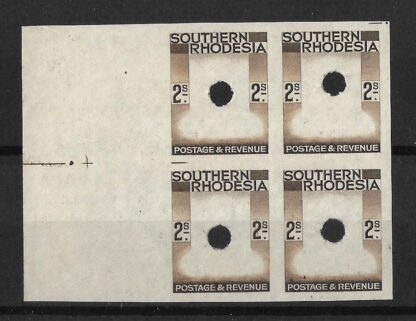 SOUTHERN
RHODESIA
2S. 2S.
POSTAGE & REVENUE
SOUTHERN
RHODESIA
2S. 2S.
POSTAGE & REVENUE
SOUTHERN
RHODESIA
2S. 2S.
POSTAGE & REVENUE
SOUTHERN
RHODESIA
2S. 2S.
POSTAGE & REVENUE